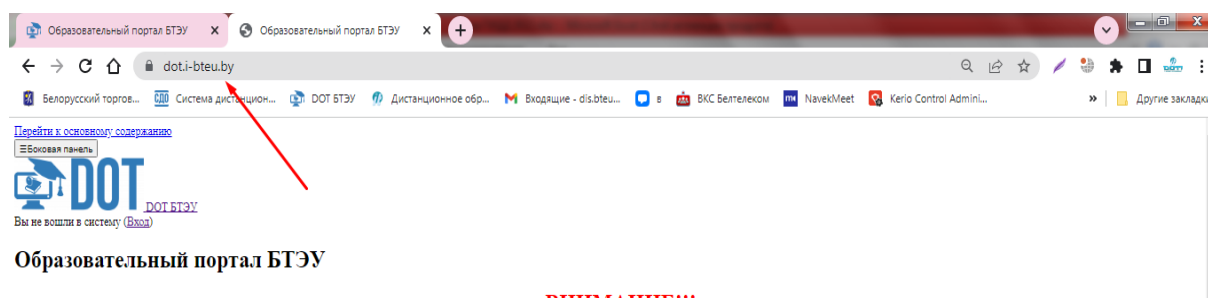 Образовательный портал БТЭУ
Образовательный портал БТЭУ
dot.i-bteu.by
Белорусский торгов... Система дистанцион... DOT БТЭУ Дистанционное обр... Входящие - dis.bteu... в ВКС Белтелеком NavekMeet Kerio Control Admini... » Другие закладки
Перейти к основному содержанию
☰Боковая панель
DOT DOT БТЭУ
Вы не вошли в систему (Вход)
Образовательный портал БТЭУ
ВНИМАНИЕ!!!